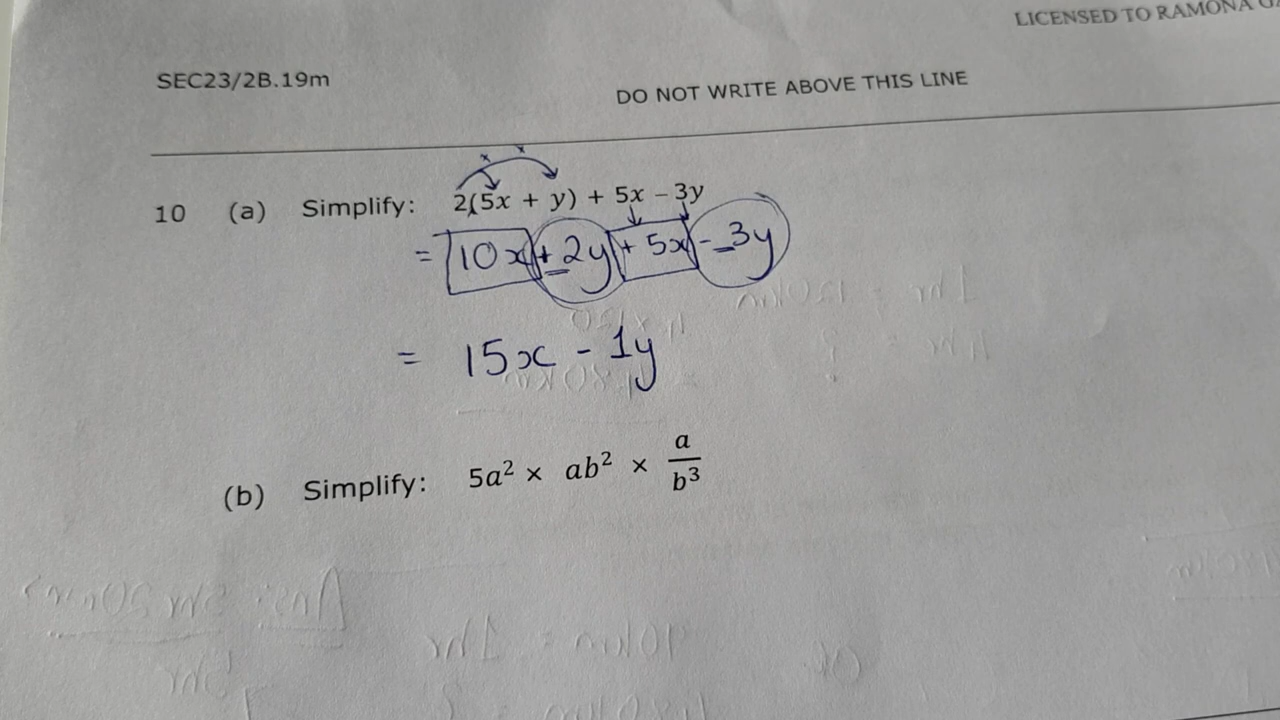 LICENSED TO RAMONA
SEC23/2B.19m
DO NOT WRITE ABOVE THIS LINE
10 (a) Simplify: 2(5x + y) + 5x − 3y
= 10x + 2y + 5x - 3y
= 15x - 1y
(b) Simplify: 5a² × ab² × a/b³